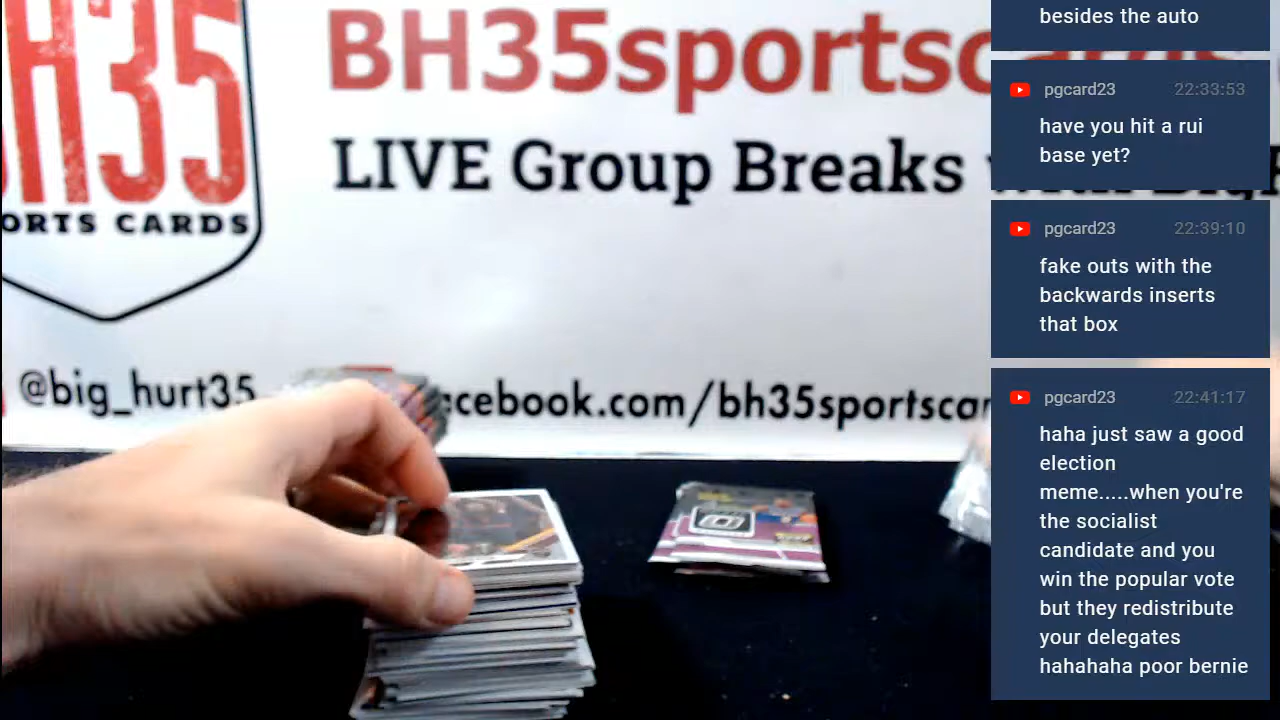 H35
ORTS CARDS
BH35sportsc
LIVE Group Breaks
@big_hurt35
cebook.com/bh35sportscar
besides the auto
pgcard23 22:33:53
have you hit a rui
base yet?
pgcard23 22:39:10
fake outs with the
backwards inserts
that box
pgcard23 22:41:17
haha just saw a good
election
meme.....when you're
the socialist
candidate and you
win the popular vote
but they redistribute
your delegates
hahahaha poor bernie